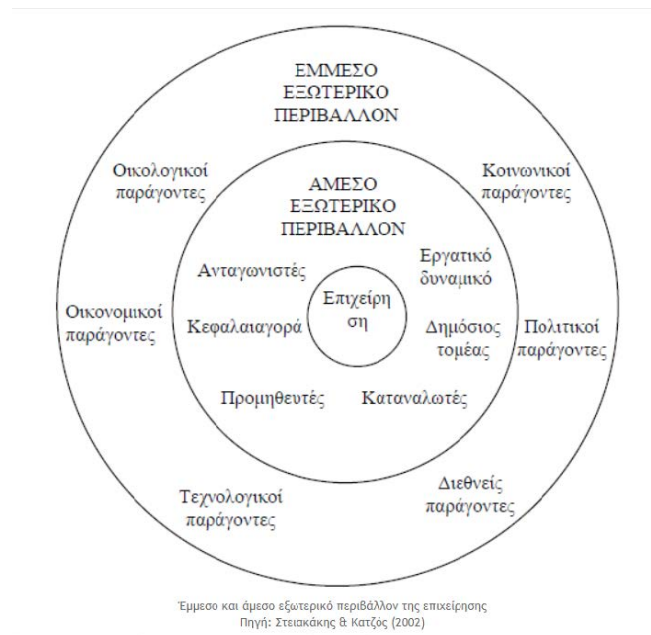 ΕΜΜΕΣΟ
ΕΞΩΤΕΡΙΚΟ
ΠΕΡΙΒΑΛΛΟΝ
Οικολογικοί
παράγοντες
Κοινωνικοί
παράγοντες
ΑΜΕΣΟ
ΕΞΩΤΕΡΙΚΟ
ΠΕΡΙΒΑΛΛΟΝ
Ανταγωνιστές
Εργατικό
δυναμικό
Επιχείρη
ση
Οικονομικοί
παράγοντες
Κεφαλαιαγορά
Δημόσιος
τομέας
Πολιτικοί
παράγοντες
Προμηθευτές
Καταναλωτές
Τεχνολογικοί
παράγοντες
Διεθνείς
παράγοντες
Έμμεσο και άμεσο εξωτερικό περιβάλλον της επιχείρησης
Πηγή: Στειακάκης & Κατζός (2002)